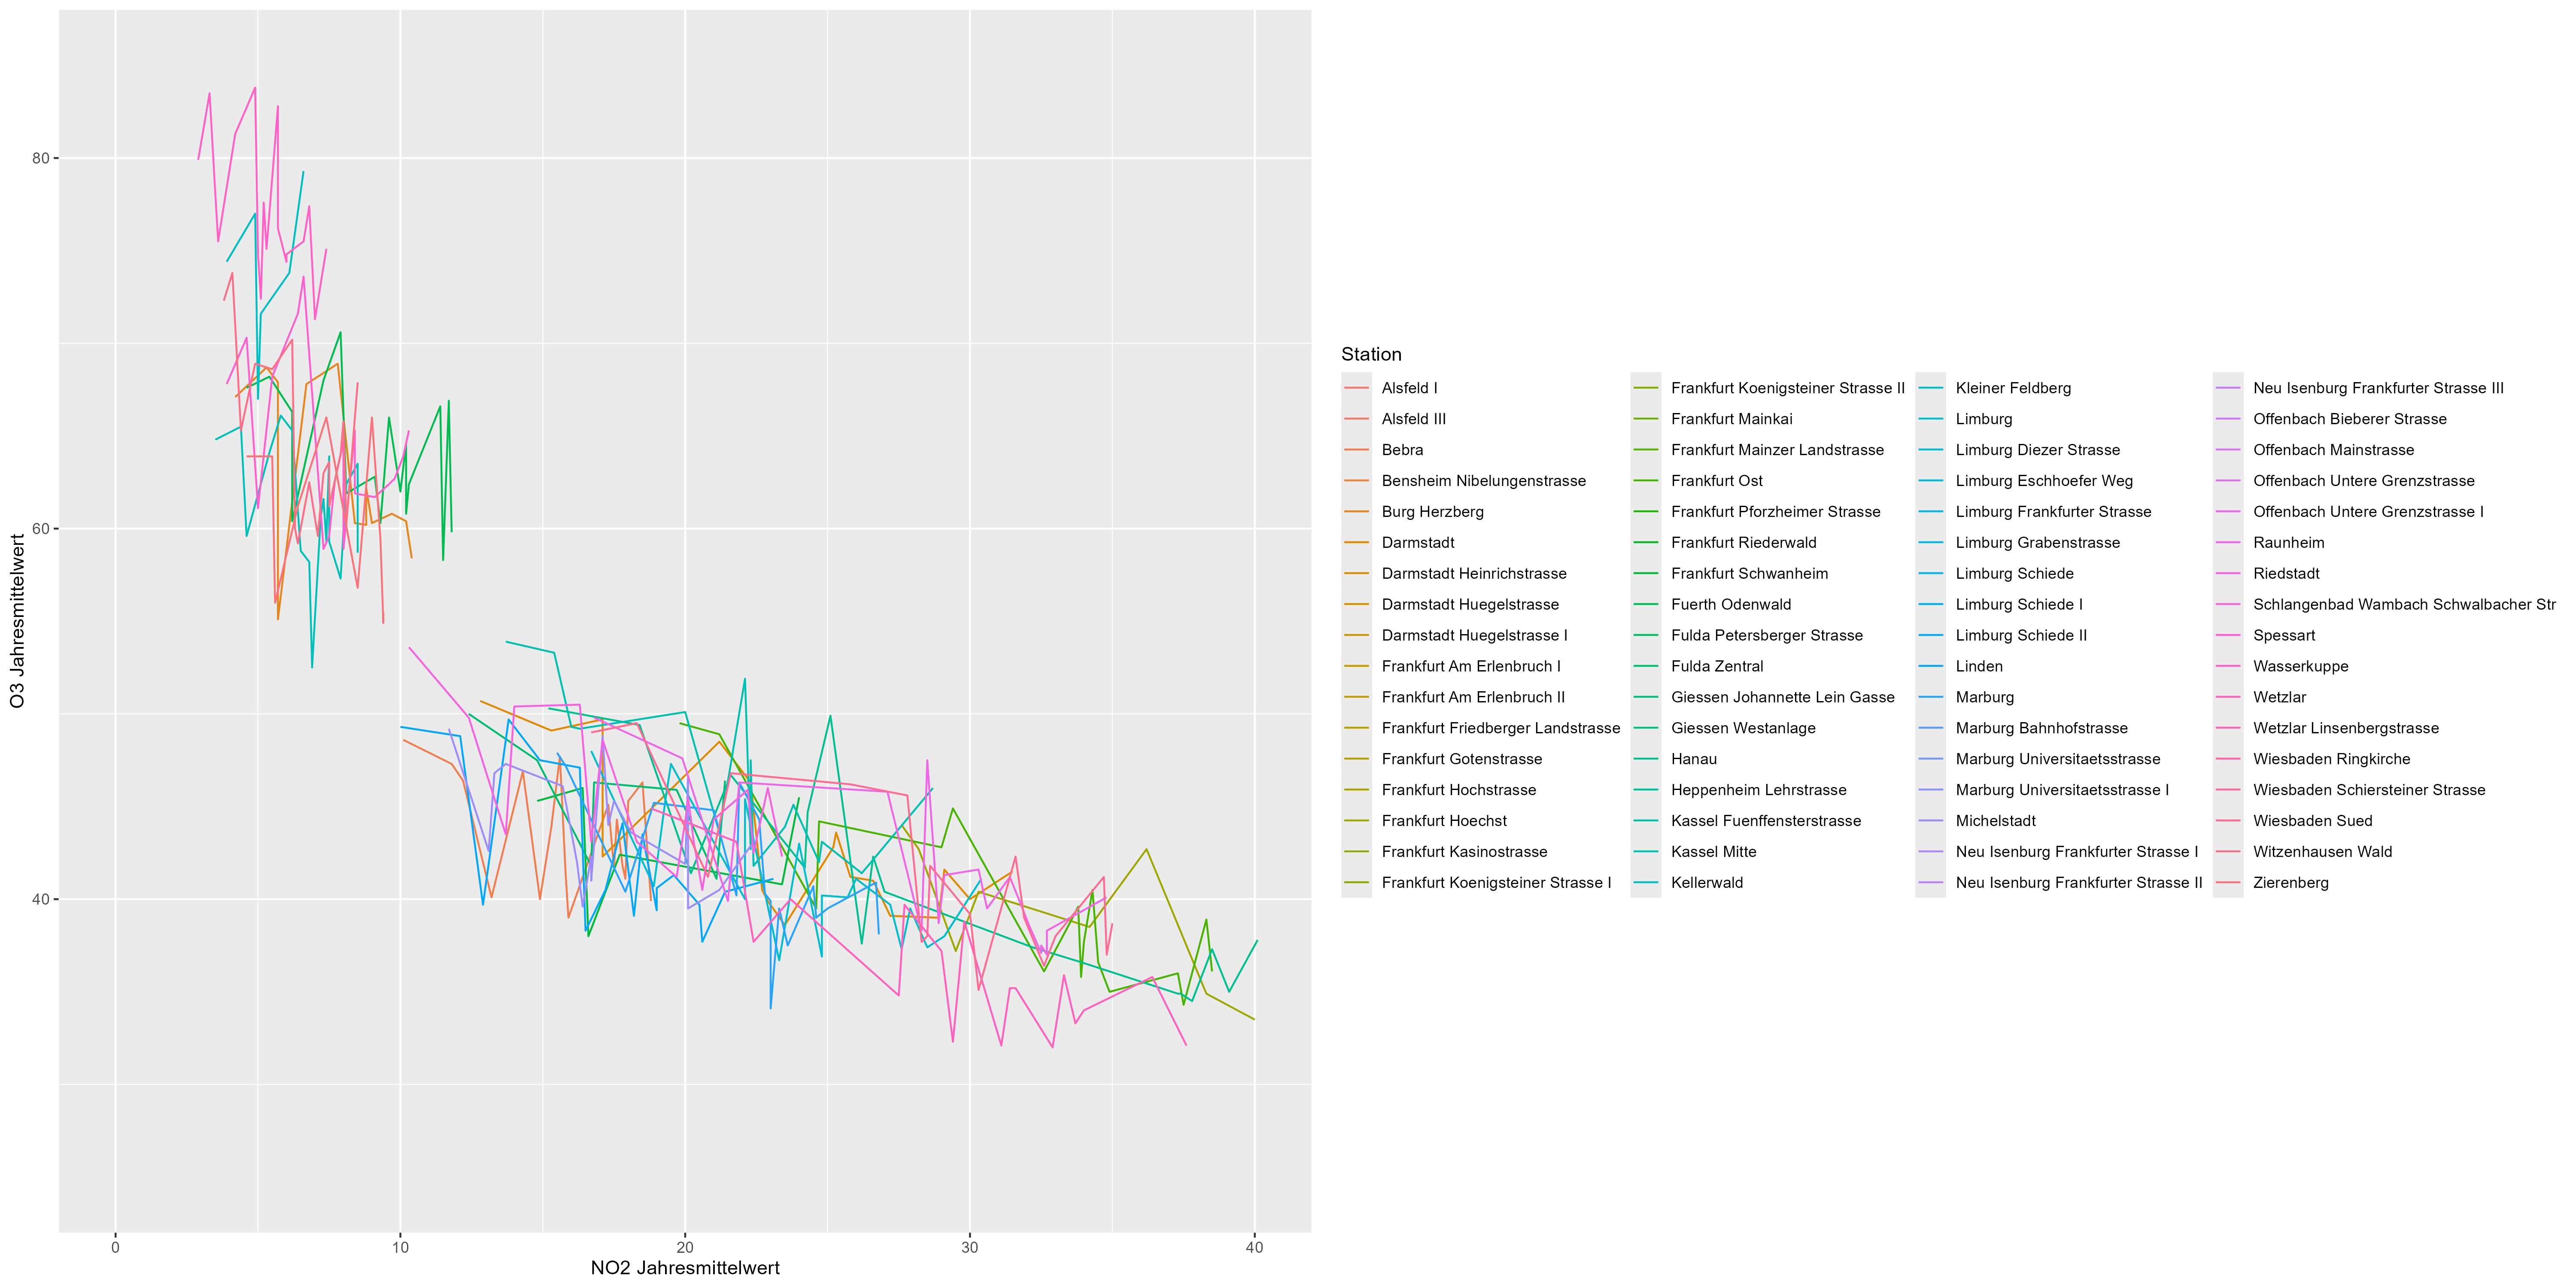 80
60
40
O3 Jahresmittelwert
0
10
20
30
40
NO2 Jahresmittelwert
Station
Alsfeld I
Alsfeld III
Bebra
Bensheim Nibelungenstrasse
Burg Herzberg
Darmstadt
Darmstadt Heinrichstrasse
Darmstadt Huegelstrasse
Darmstadt Huegelstrasse I
Frankfurt Am Erlenbruch I
Frankfurt Am Erlenbruch II
Frankfurt Friedberger Landstrasse
Frankfurt Gotenstrasse
Frankfurt Hochstrasse
Frankfurt Hoechst
Frankfurt Kasinostrasse
Frankfurt Koenigsteiner Strasse I
Frankfurt Koenigsteiner Strasse II
Frankfurt Mainkai
Frankfurt Mainzer Landstrasse
Frankfurt Ost
Frankfurt Pforzheimer Strasse
Frankfurt Riederwald
Frankfurt Schwanheim
Fuerth Odenwald
Fulda Petersberger Strasse
Fulda Zentral
Giessen Johannette Lein Gasse
Giessen Westanlage
Hanau
Heppenheim Lehrstrasse
Kassel Fuenffensterstrasse
Kassel Mitte
Kellerwald
Kleiner Feldberg
Limburg
Limburg Diezer Strasse
Limburg Eschhoefer Weg
Limburg Frankfurter Strasse
Limburg Grabenstrasse
Limburg Schiede
Limburg Schiede I
Limburg Schiede II
Linden
Marburg
Marburg Bahnhofstrasse
Marburg Universitaetsstrasse
Marburg Universitaetsstrasse I
Michelstadt
Neu Isenburg Frankfurter Strasse I
Neu Isenburg Frankfurter Strasse II
Neu Isenburg Frankfurter Strasse III
Offenbach Bieberer Strasse
Offenbach Mainstrasse
Offenbach Untere Grenzstrasse
Offenbach Untere Grenzstrasse I
Raunheim
Riedstadt
Schlangenbad Wambach Schwalbacher Str
Spessart
Wasserkuppe
Wetzlar
Wetzlar Linsenbergstrasse
Wiesbaden Ringkirche
Wiesbaden Schiersteiner Strasse
Wiesbaden Sued
Witzenhausen Wald
Zierenberg